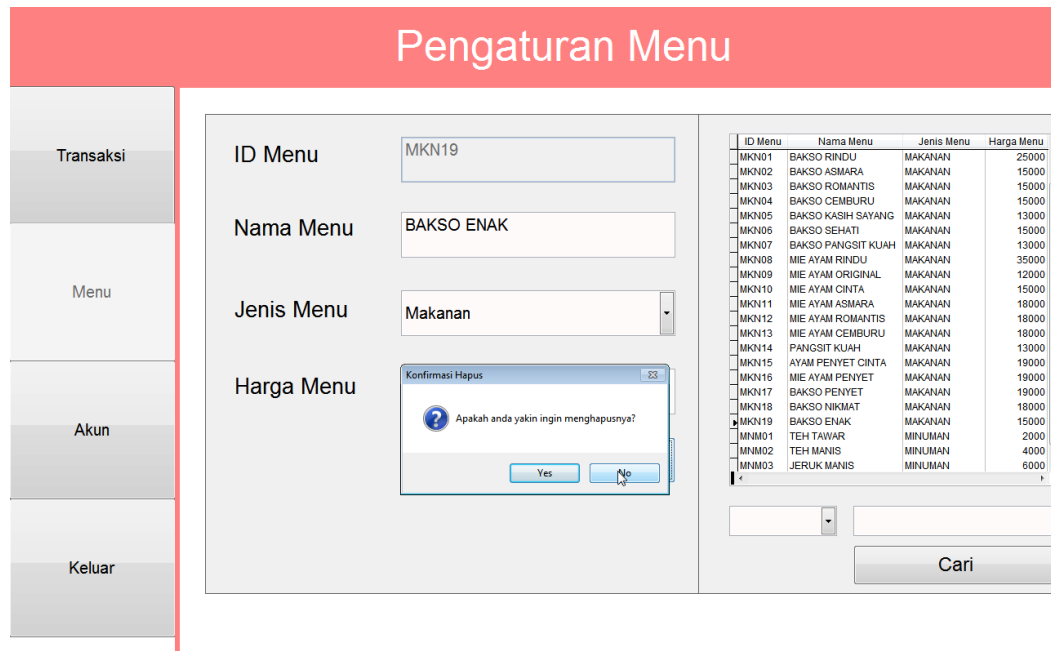 Pengaturan Menu
Transaksi
Menu
Akun
Keluar
ID Menu
MKN19
Nama Menu
BAKSO ENAK
Jenis Menu
Makanan
Harga Menu
Konfirmasi Hapus
Apakah anda yakin ingin menghapusnya?
Yes
No
ID Menu Nama Menu Jenis Menu Harga Menu
MKN01 BAKSO RINDU MAKANAN 25000
MKN02 BAKSO ASMARA MAKANAN 15000
MKN03 BAKSO ROMANTIS MAKANAN 15000
MKN04 BAKSO CEMBURU MAKANAN 15000
MKN05 BAKSO KASIH SAYANG MAKANAN 13000
MKN06 BAKSO SEHATI MAKANAN 15000
MKN07 BAKSO PANGSIT KUAH MAKANAN 13000
MKN08 MIE AYAM RINDU MAKANAN 35000
MKN09 MIE AYAM ORIGINAL MAKANAN 12000
MKN10 MIE AYAM CINTA MAKANAN 15000
MKN11 MIE AYAM ASMARA MAKANAN 18000
MKN12 MIE AYAM ROMANTIS MAKANAN 18000
MKN13 MIE AYAM CEMBURU MAKANAN 18000
MKN14 PANGSIT KUAH MAKANAN 13000
MKN15 AYAM PENYET CINTA MAKANAN 19000
MKN16 MIE AYAM PENYET MAKANAN 19000
MKN17 BAKSO PENYET MAKANAN 19000
MKN18 BAKSO NIKMAT MAKANAN 18000
MKN19 BAKSO ENAK MAKANAN 15000
MNM01 TEH TAWAR MINUMAN 2000
MNM02 TEH MANIS MINUMAN 4000
MNM03 JERUK MANIS MINUMAN 6000
Cari